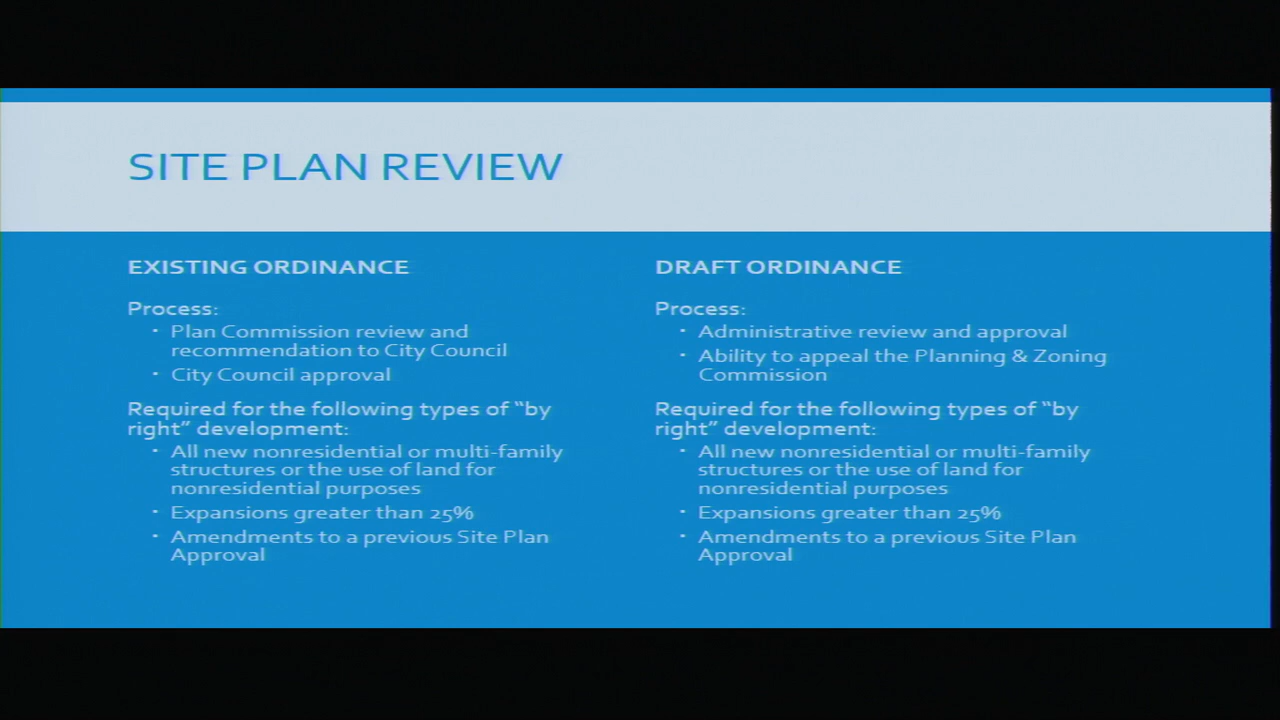 SITE PLAN REVIEW
EXISTING ORDINANCE
Process:
· Plan Commission review and
recommendation to City Council
· City Council approval
Required for the following types of “by
right” development:
· All new nonresidential or multi-family
structures or the use of land for
nonresidential purposes
· Expansions greater than 25%
· Amendments to a previous Site Plan
Approval
DRAFT ORDINANCE
Process:
· Administrative review and approval
· Ability to appeal the Planning & Zoning
Commission
Required for the following types of “by
right” development:
· All new nonresidential or multi-family
structures or the use of land for
nonresidential purposes
· Expansions greater than 25%
· Amendments to a previous Site Plan
Approval